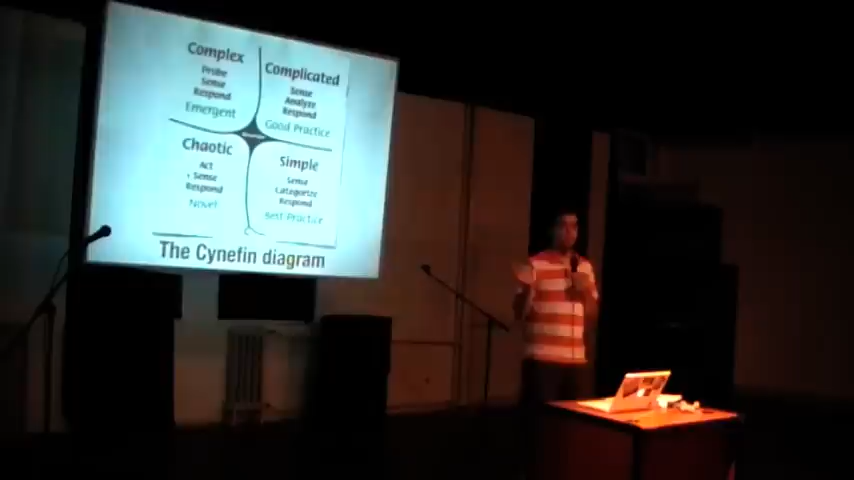 Complex
Probe
Sense
Respond
Emergent
Complicated
Sense
Analyze
Respond
Good Practice
Chaotic
Act
Sense
Respond
Novel
Simple
Sense
Categorize
Respond
Best Practice
The Cynefin diagram